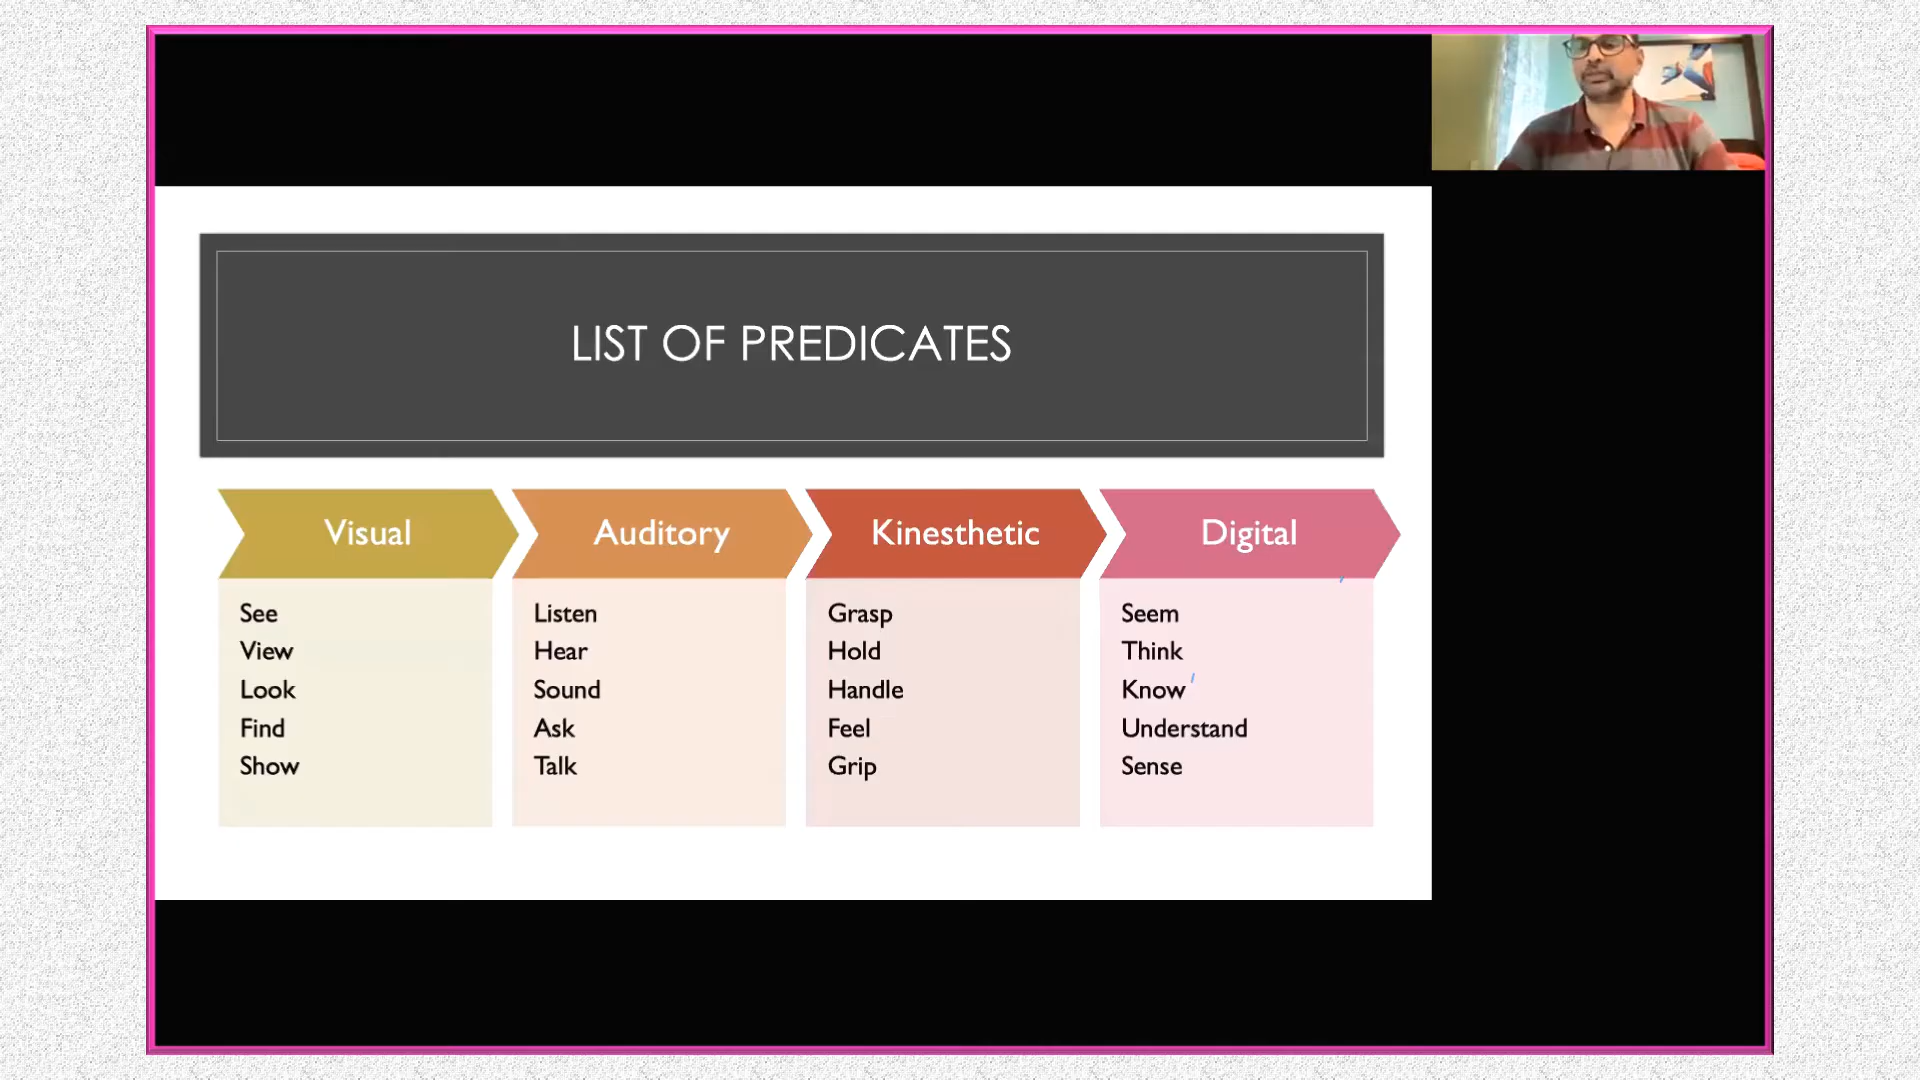 LIST OF PREDICATES
Visual
See
View
Look
Find
Show
Auditory
Listen
Hear
Sound
Ask
Talk
Kinesthetic
Grasp
Hold
Handle
Feel
Grip
Digital
Seem
Think
Know
Understand
Sense